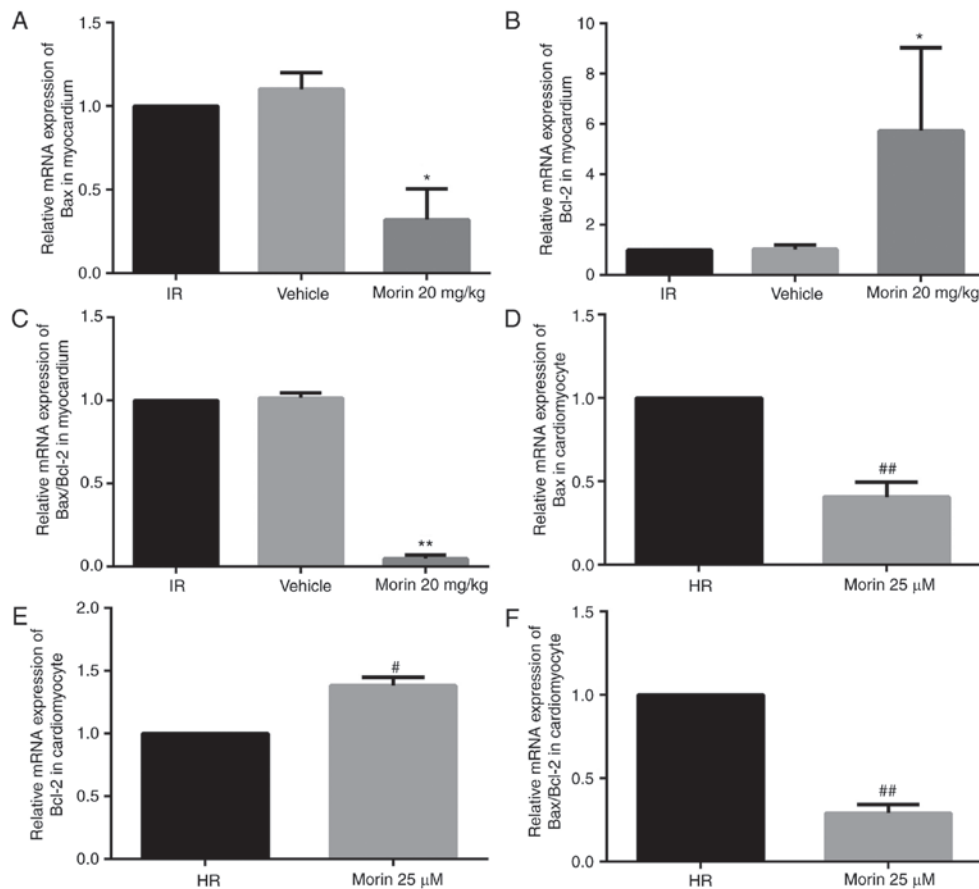 A
Relative mRNA expression of
Bax in myocardium
1.5
1.0
0.5
0.0
*
IR
Vehicle
Morin 20 mg/kg
B
Relative mRNA expression of
Bcl-2 in myocardium
10
8
6
4
2
0
*
IR
Vehicle
Morin 20 mg/kg
C
Relative mRNA expression of
Bax/Bcl-2 in myocardium
1.5
1.0
0.5
0.0
**
IR
Vehicle
Morin 20 mg/kg
D
Relative mRNA expression of
Bax in cardiomyocyte
1.5
1.0
0.5
0.0
##
HR
Morin 25 μM
E
Relative mRNA expression of
Bcl-2 in cardiomyocyte
2.0
1.5
1.0
0.5
0.0
#
HR
Morin 25 μM
F
Relative mRNA expression of
Bax/Bcl-2 in cardiomyocyte
1.5
1.0
0.5
0.0
##
HR
Morin 25 μM